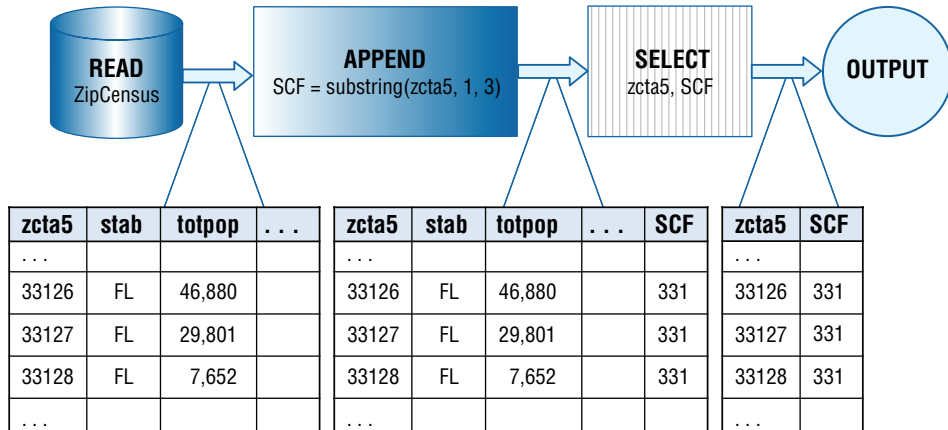 READ
ZipCensus
APPEND
SCF = substring(zcta5, 1, 3)
SELECT
zcta5, SCF
OUTPUT
zcta5 stab totpop . . .
. . .
33126 FL 46,880
33127 FL 29,801
33128 FL 7,652
. . .
zcta5 stab totpop . . . SCF
. . .
33126 FL 46,880 331
33127 FL 29,801 331
33128 FL 7,652 331
. . .
zcta5 SCF
. . .
33126 331
33127 331
33128 331
. . .